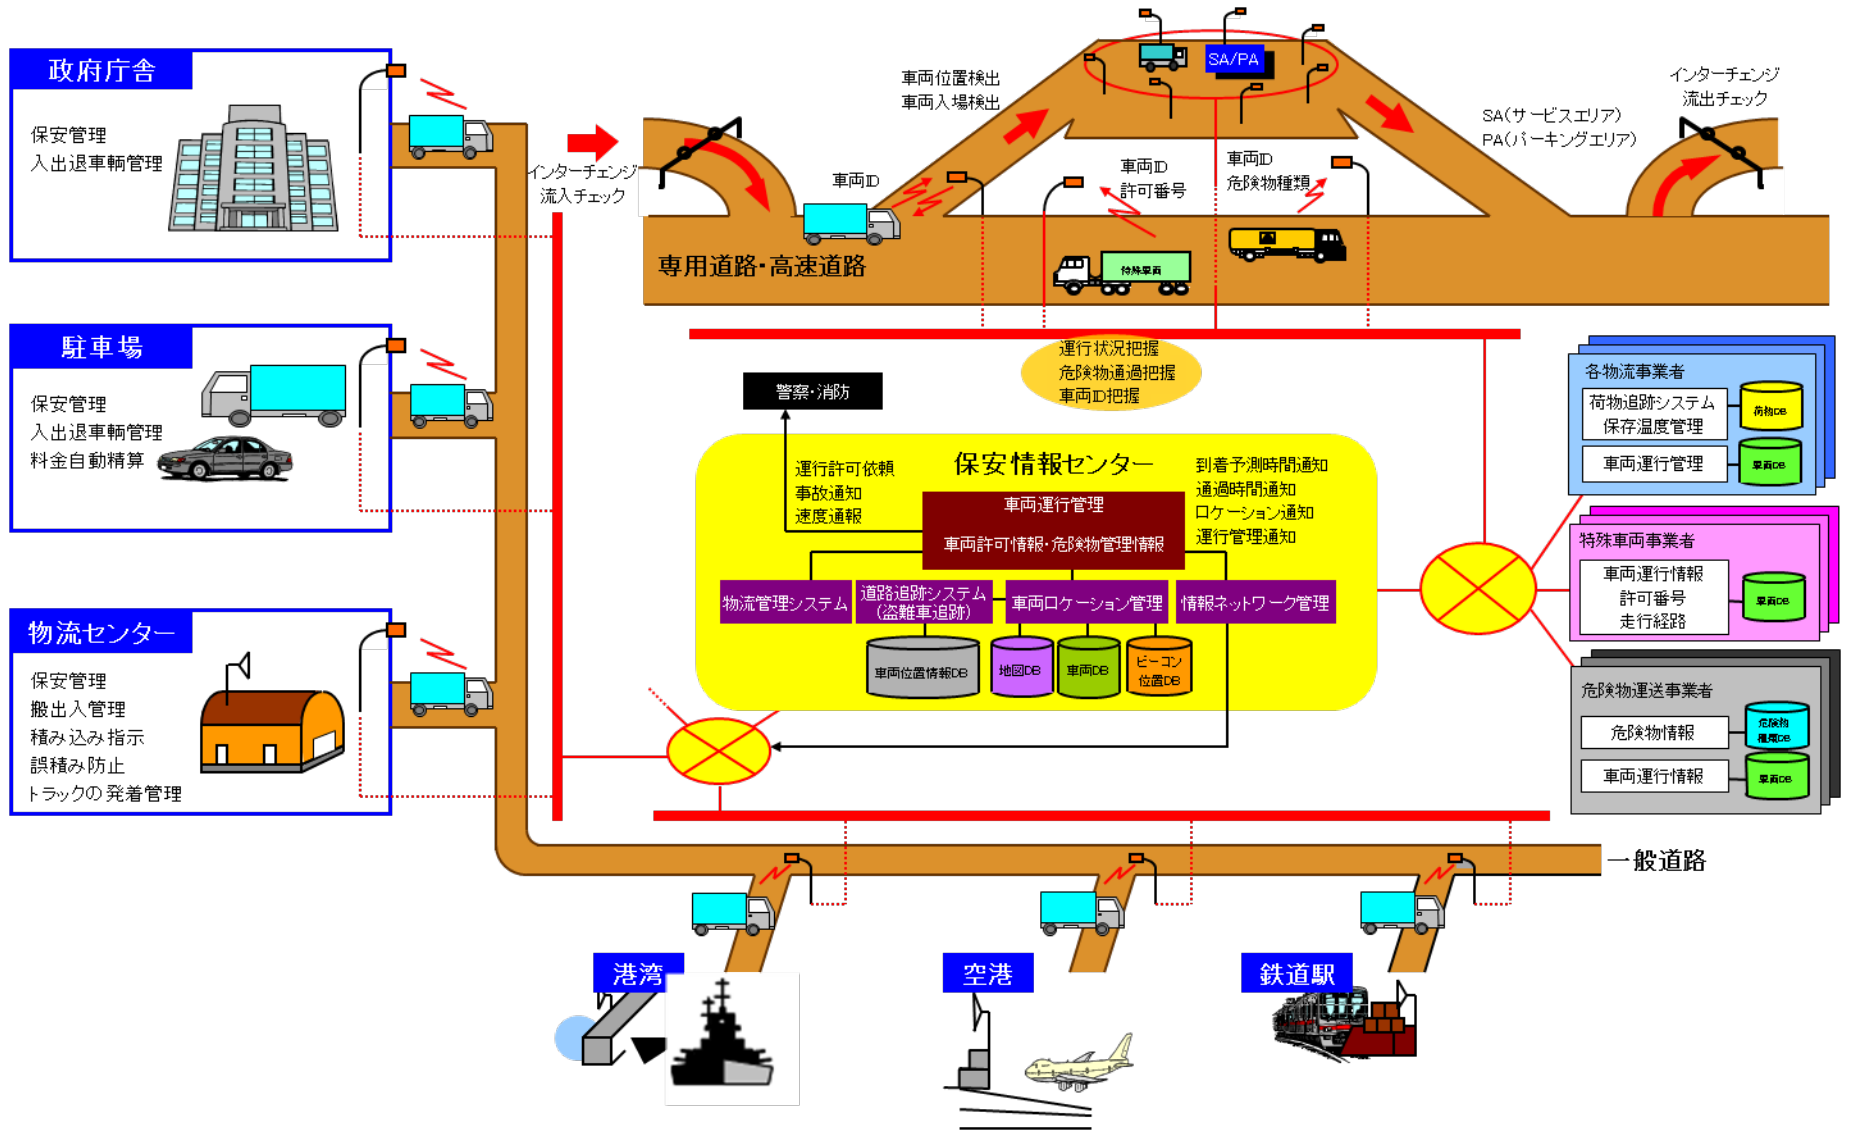 政府庁舎
保安管理
入出退車輌管理
駐車場
保安管理
入出退車輌管理
料金自動精算
物流センター
保安管理
搬出入管理
積み込み指示
誤積み防止
トラックの発着管理
インターチェンジ
流入チェック
車両位置検出
車両入場検出
SA/PA
インターチェンジ
流出チェック
SA(サービスエリア)
PA(パーキングエリア)
車両ID
車両ID
許可番号
車両ID
危険物種類
専用道路・高速道路
特殊車両
運行状況把握
危険物通過把握
車両ID把握
警察・消防
保安情報センター
運行許可依頼
事故通知
速度通報
到着予測時間通知
通過時間通知
ロケーション通知
運行管理通知
車両運行管理
車両許可情報・危険物管理情報
物流管理システム
道路追跡システム
(盗難車追跡)
車両ロケーション管理
情報ネットワーク管理
車両位置情報DB
地図DB
車両DB
ビーコン
位置DB
各物流事業者
荷物追跡システム
保存温度管理
荷物DB
車両運行管理
車両DB
特殊車両事業者
車両運行情報
許可番号
走行経路
車両DB
危険物運送事業者
危険物情報
危険物
種類DB
車両運行情報
車両DB
一般道路
港湾
空港
鉄道駅